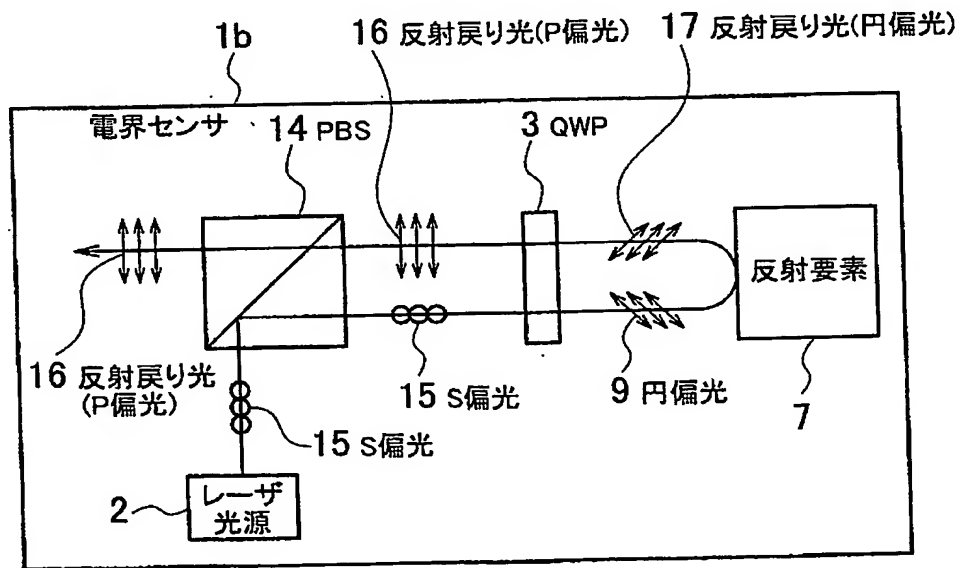 1b
16 反射戻り光(P偏光)
17 反射戻り光(円偏光)
電界センサ
14 PBS
3 QWP
反射要素
16 反射戻り光
(P偏光)
15 S偏光
9 円偏光
7
15 S偏光
2
レーザ
光源